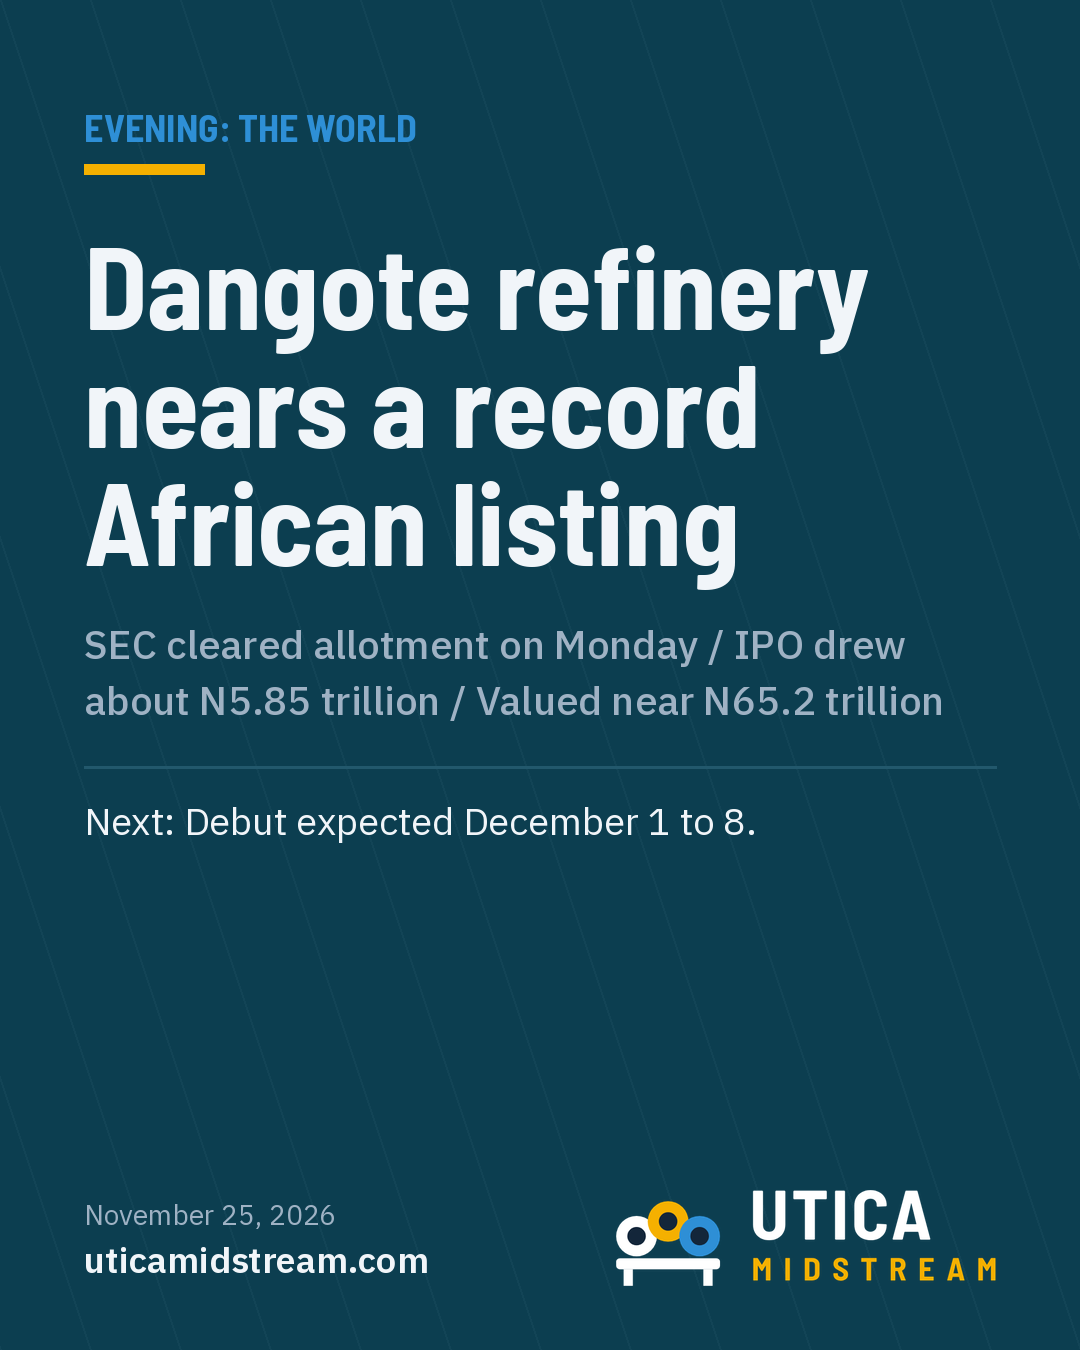 EVENING: THE WORLD
Dangote refinery
nears a record
African listing
SEC cleared allotment on Monday / IPO drew
about N5.85 trillion / Valued near N65.2 trillion
Next: Debut expected December 1 to 8.
November 25, 2026
uticamidstream.com
UTICA
MIDSTREAM